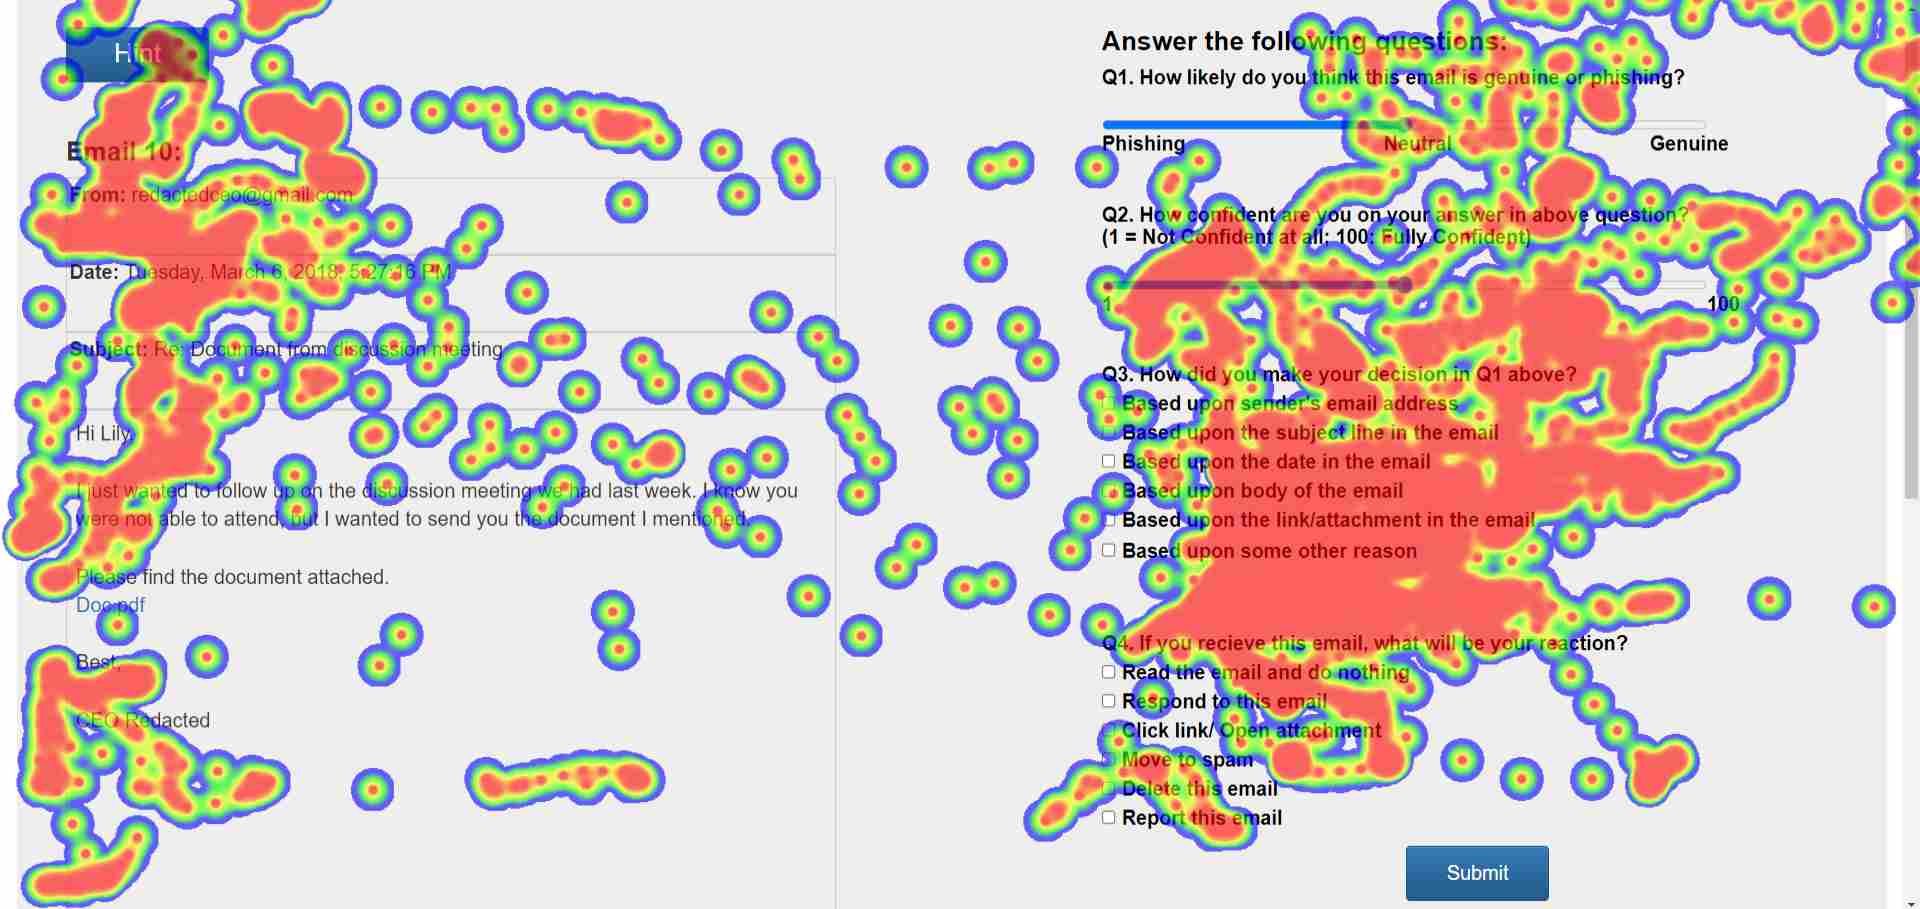 Hint
Email 10:
From: redactedceo@gmail.com
Date: Tuesday, March 6, 2018, 5:27:16 PM
Subject: Re: Document from discussion meeting
Hi Lily,
I just wanted to follow up on the discussion meeting we had last week. I know you
were not able to attend, but I wanted to send you the document I mentioned.
Please find the document attached.
Doc.pdf
Best,
CEO Redacted
Answer the following questions:
Q1. How likely do you think this email is genuine or phishing?
Phishing Neutral Genuine
Q2. How confident are you on your answer in above question?
(1 = Not Confident at all: 100: Fully Confident)
1 100
Q3. How did you make your decision in Q1 above?
Based upon sender's email address
Based upon the subject line in the email
Based upon the date in the email
Based upon body of the email
Based upon the link/attachment in the email
Based upon some other reason
Q4. If you recieve this email, what will be your reaction?
Read the email and do nothing
Respond to this email
Click link/ Open attachment
Move to spam
Delete this email
Report this email
Submit